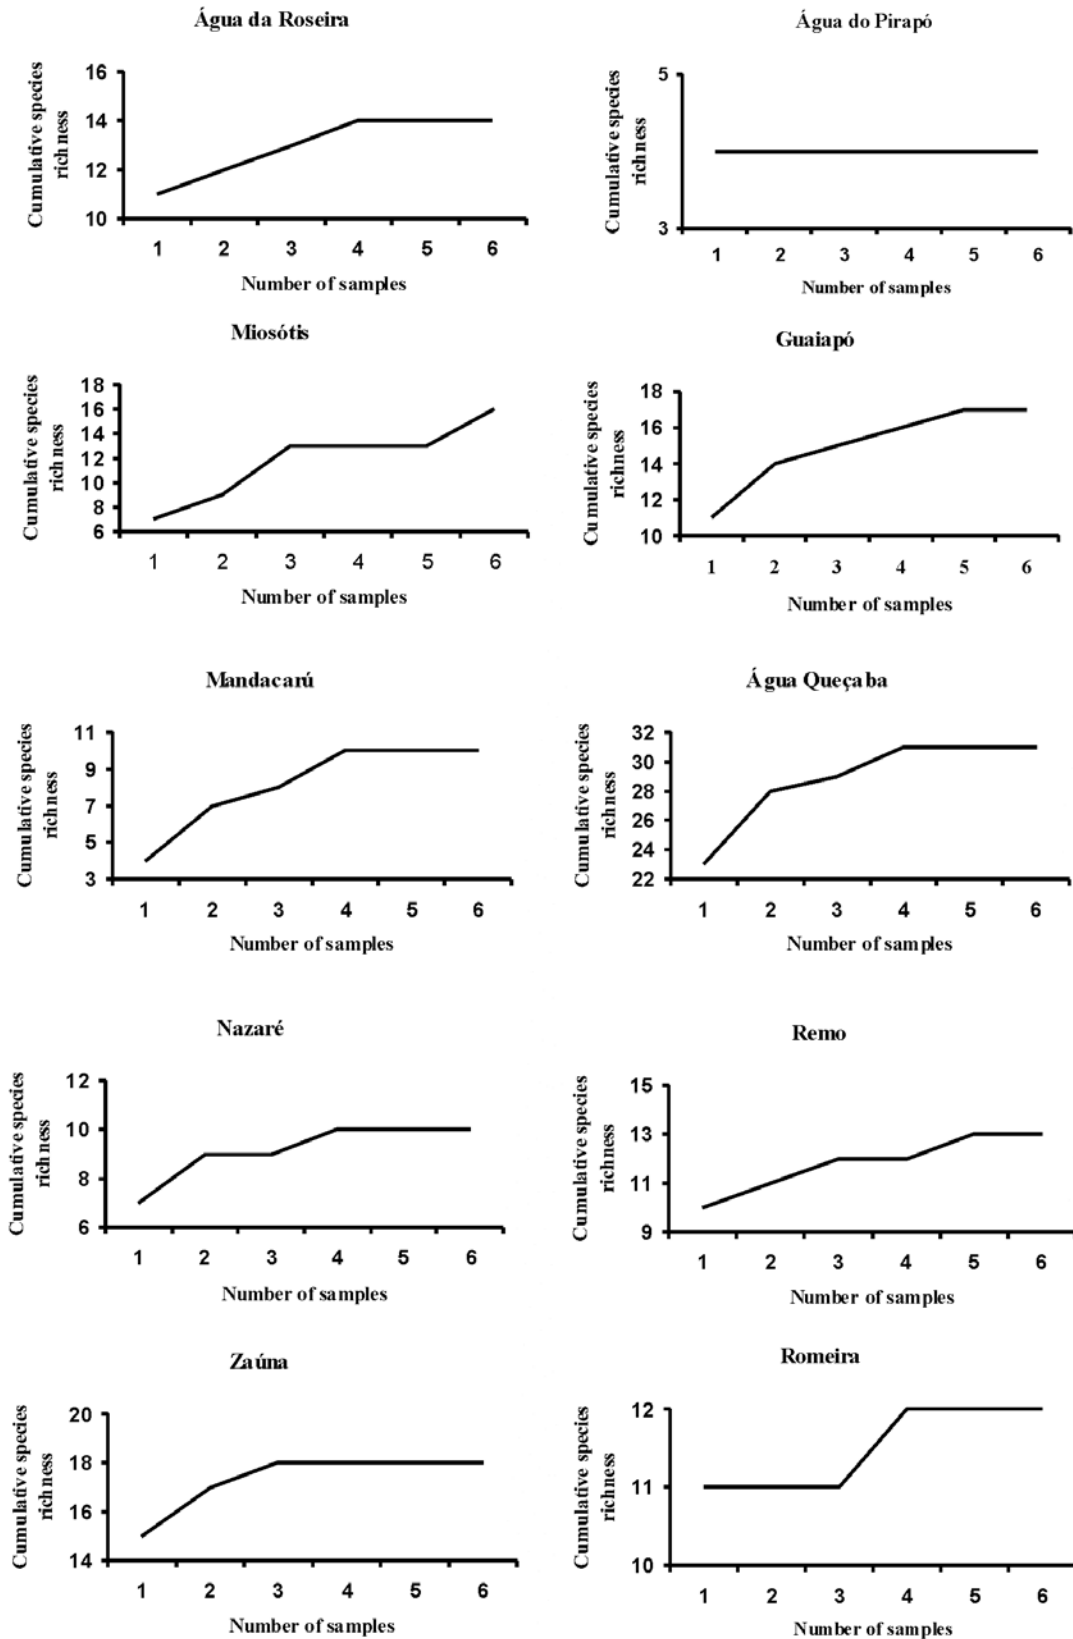 Água da Roseira
Cumulative species
richness
16
14
12
10
1 2 3 4 5 6
Number of samples
Água do Pirapó
Cumulative species
richness
5
3
1 2 3 4 5 6
Number of samples
Miosótis
Cumulative species
richness
18
16
14
12
10
8
6
1 2 3 4 5 6
Number of samples
Guaiapó
Cumulative species
richness
18
16
14
12
10
1 2 3 4 5 6
Number of samples
Mandacarú
Cumulative species
richness
11
9
7
5
3
1 2 3 4 5 6
Number of samples
Água Queçaba
Cumulative species
richness
32
30
28
26
24
22
1 2 3 4 5 6
Number of samples
Nazaré
Cumulative species
richness
12
10
8
6
1 2 3 4 5 6
Number of samples
Remo
Cumulative species
richness
15
13
11
9
1 2 3 4 5 6
Number of samples
Zaúna
Cumulative species
richness
20
18
16
14
1 2 3 4 5 6
Number of samples
Romeira
Cumulative species
richness
12
11
10
1 2 3 4 5 6
Number of samples